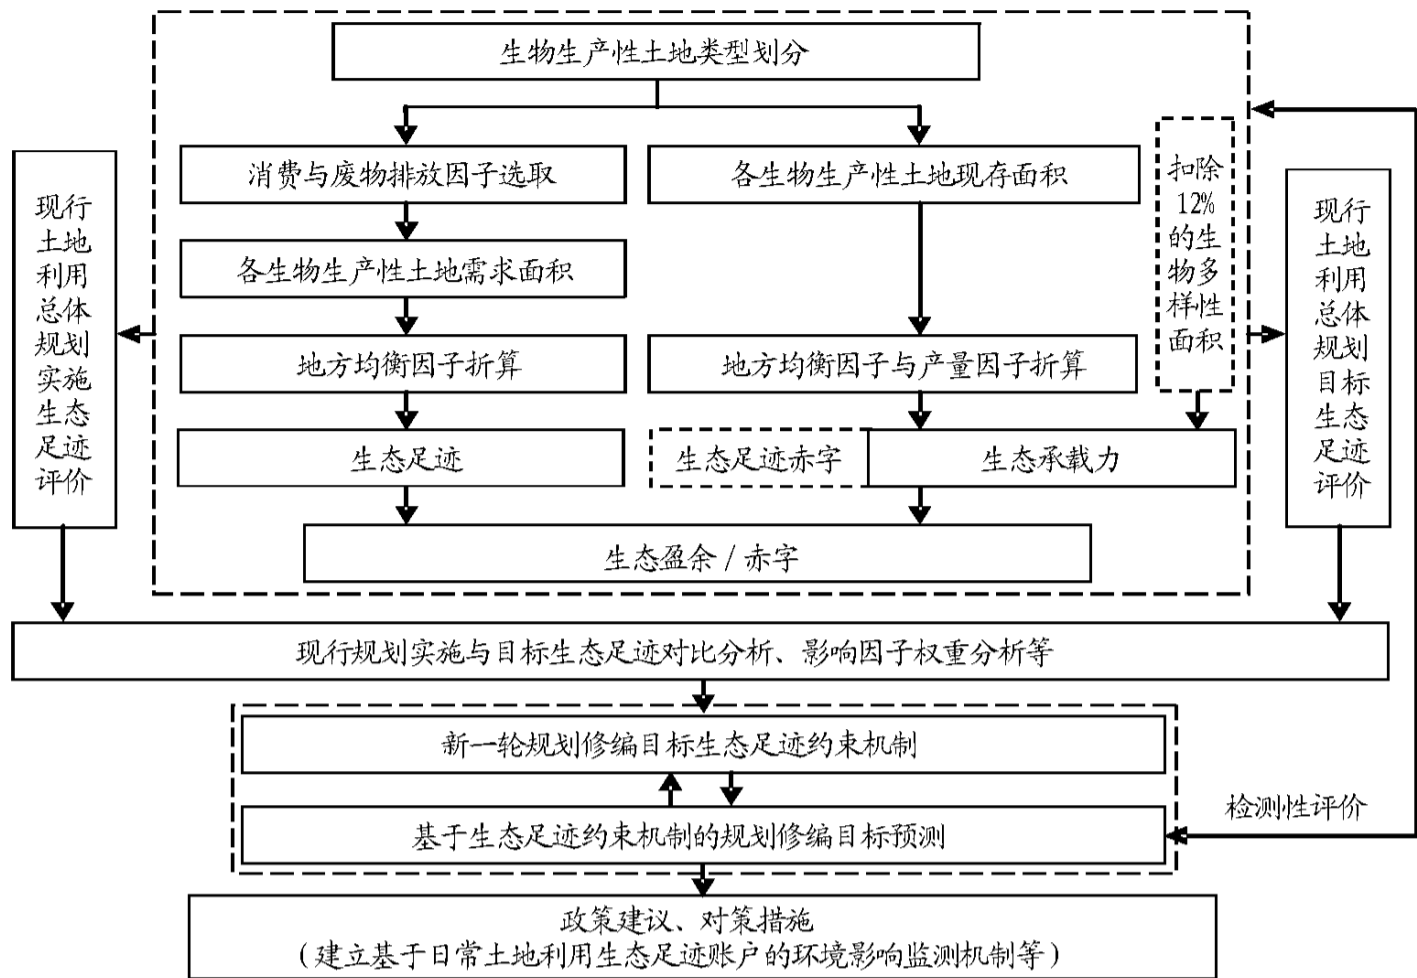 生物生产性土地类型划分
消费与废物排放因子选取
各生物生产性土地现存面积
扣除
12%
的生
物多
样性
面积
现行
土地
利用
总体
规划
实施
生态
足迹
评价
现行
土地
利用
总体
规划
目标
生态
足迹
评价
各生物生产性土地需求面积
地方均衡因子折算
地方均衡因子与产量因子折算
生态足迹
生态足迹赤字
生态承载力
生态盈余 / 赤字
现行规划实施与目标生态足迹对比分析、影响因子权重分析等
新一轮规划修编目标生态足迹约束机制
检测性评价
基于生态足迹约束机制的规划修编目标预测
政策建议、对策措施
(建立基于日常土地利用生态足迹账户的环境影响监测机制等)